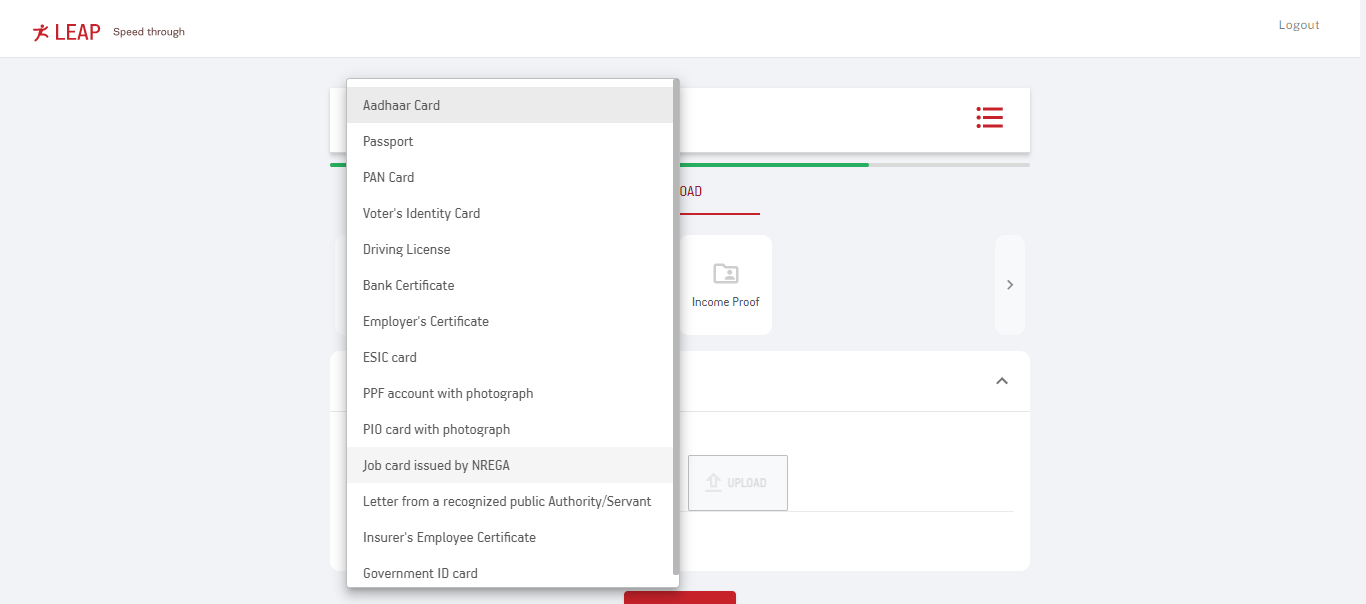 LEAP Speed through
Logout
Aadhaar Card
Passport
PAN Card
Voter's Identity Card
Driving License
Bank Certificate
Employer's Certificate
ESIC card
PPF account with photograph
PIO card with photograph
Job card issued by NREGA
Letter from a recognized public Authority/Servant
Insurer's Employee Certificate
Government ID card
OAD
Income Proof
UPLOAD